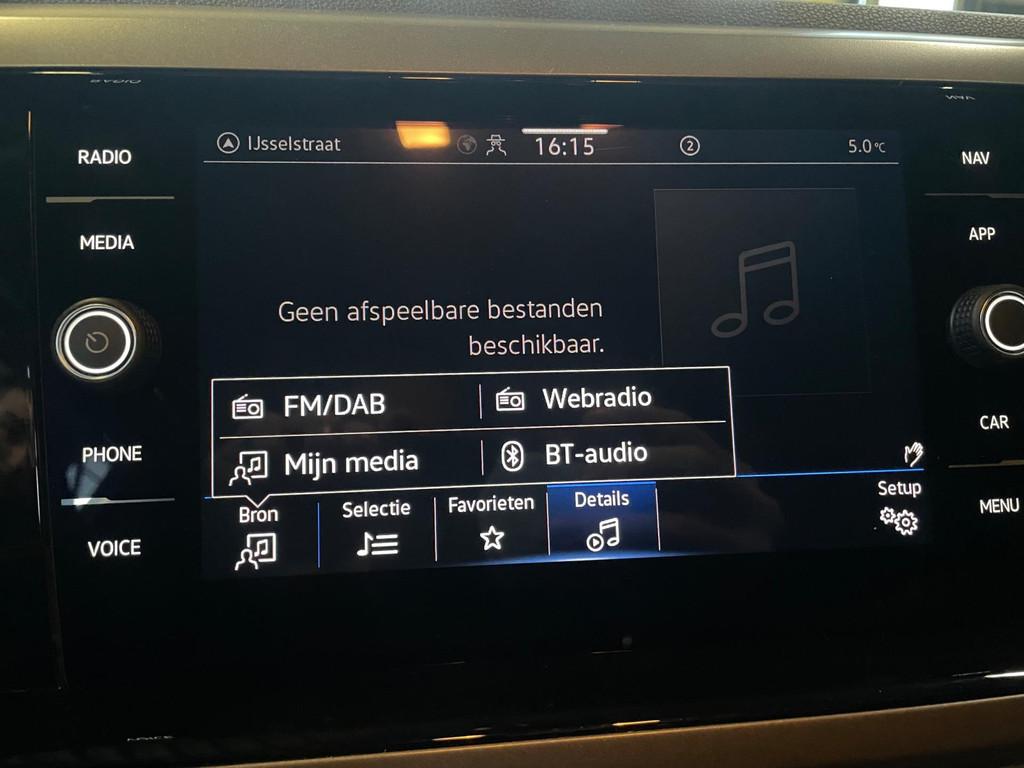 RADIO
MEDIA
PHONE
VOICE
IJsselstraat
16:15
2
5.0°C
Geen afspeelbare bestanden
beschikbaar.
FM/DAB
Webradio
Mijn media
BT-audio
Bron
Selectie
Favorieten
Details
Setup
NAV
APP
CAR
MENU